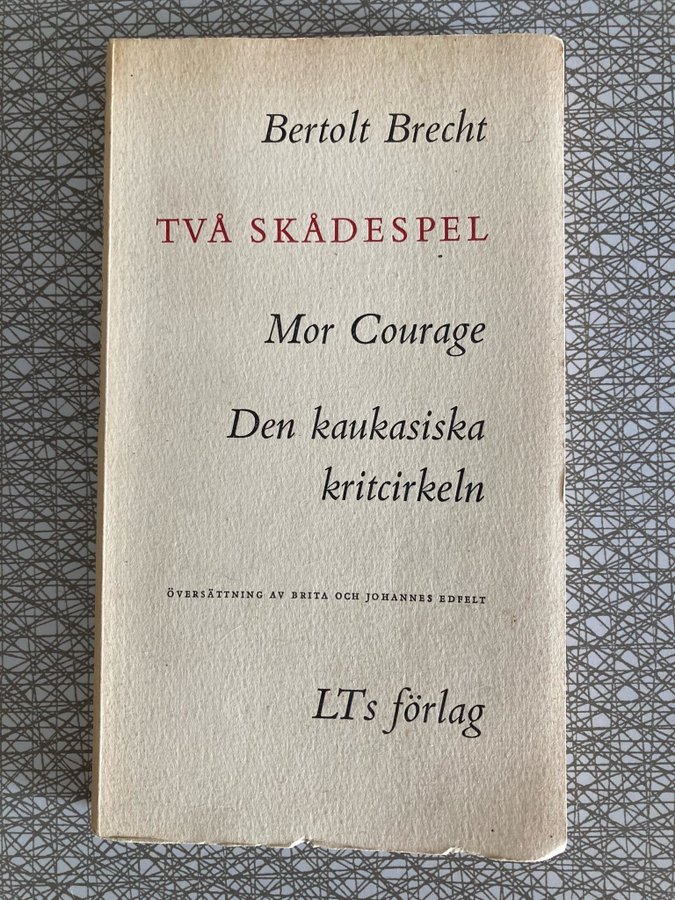 Bertolt Brecht
TVÅ SKÅDESPEL
Mor Courage
Den kaukasiska
kritcirkeln
ÖVERSÄTTNING AV BRITA OCH JOHANNES EDFELT
LTs förlag